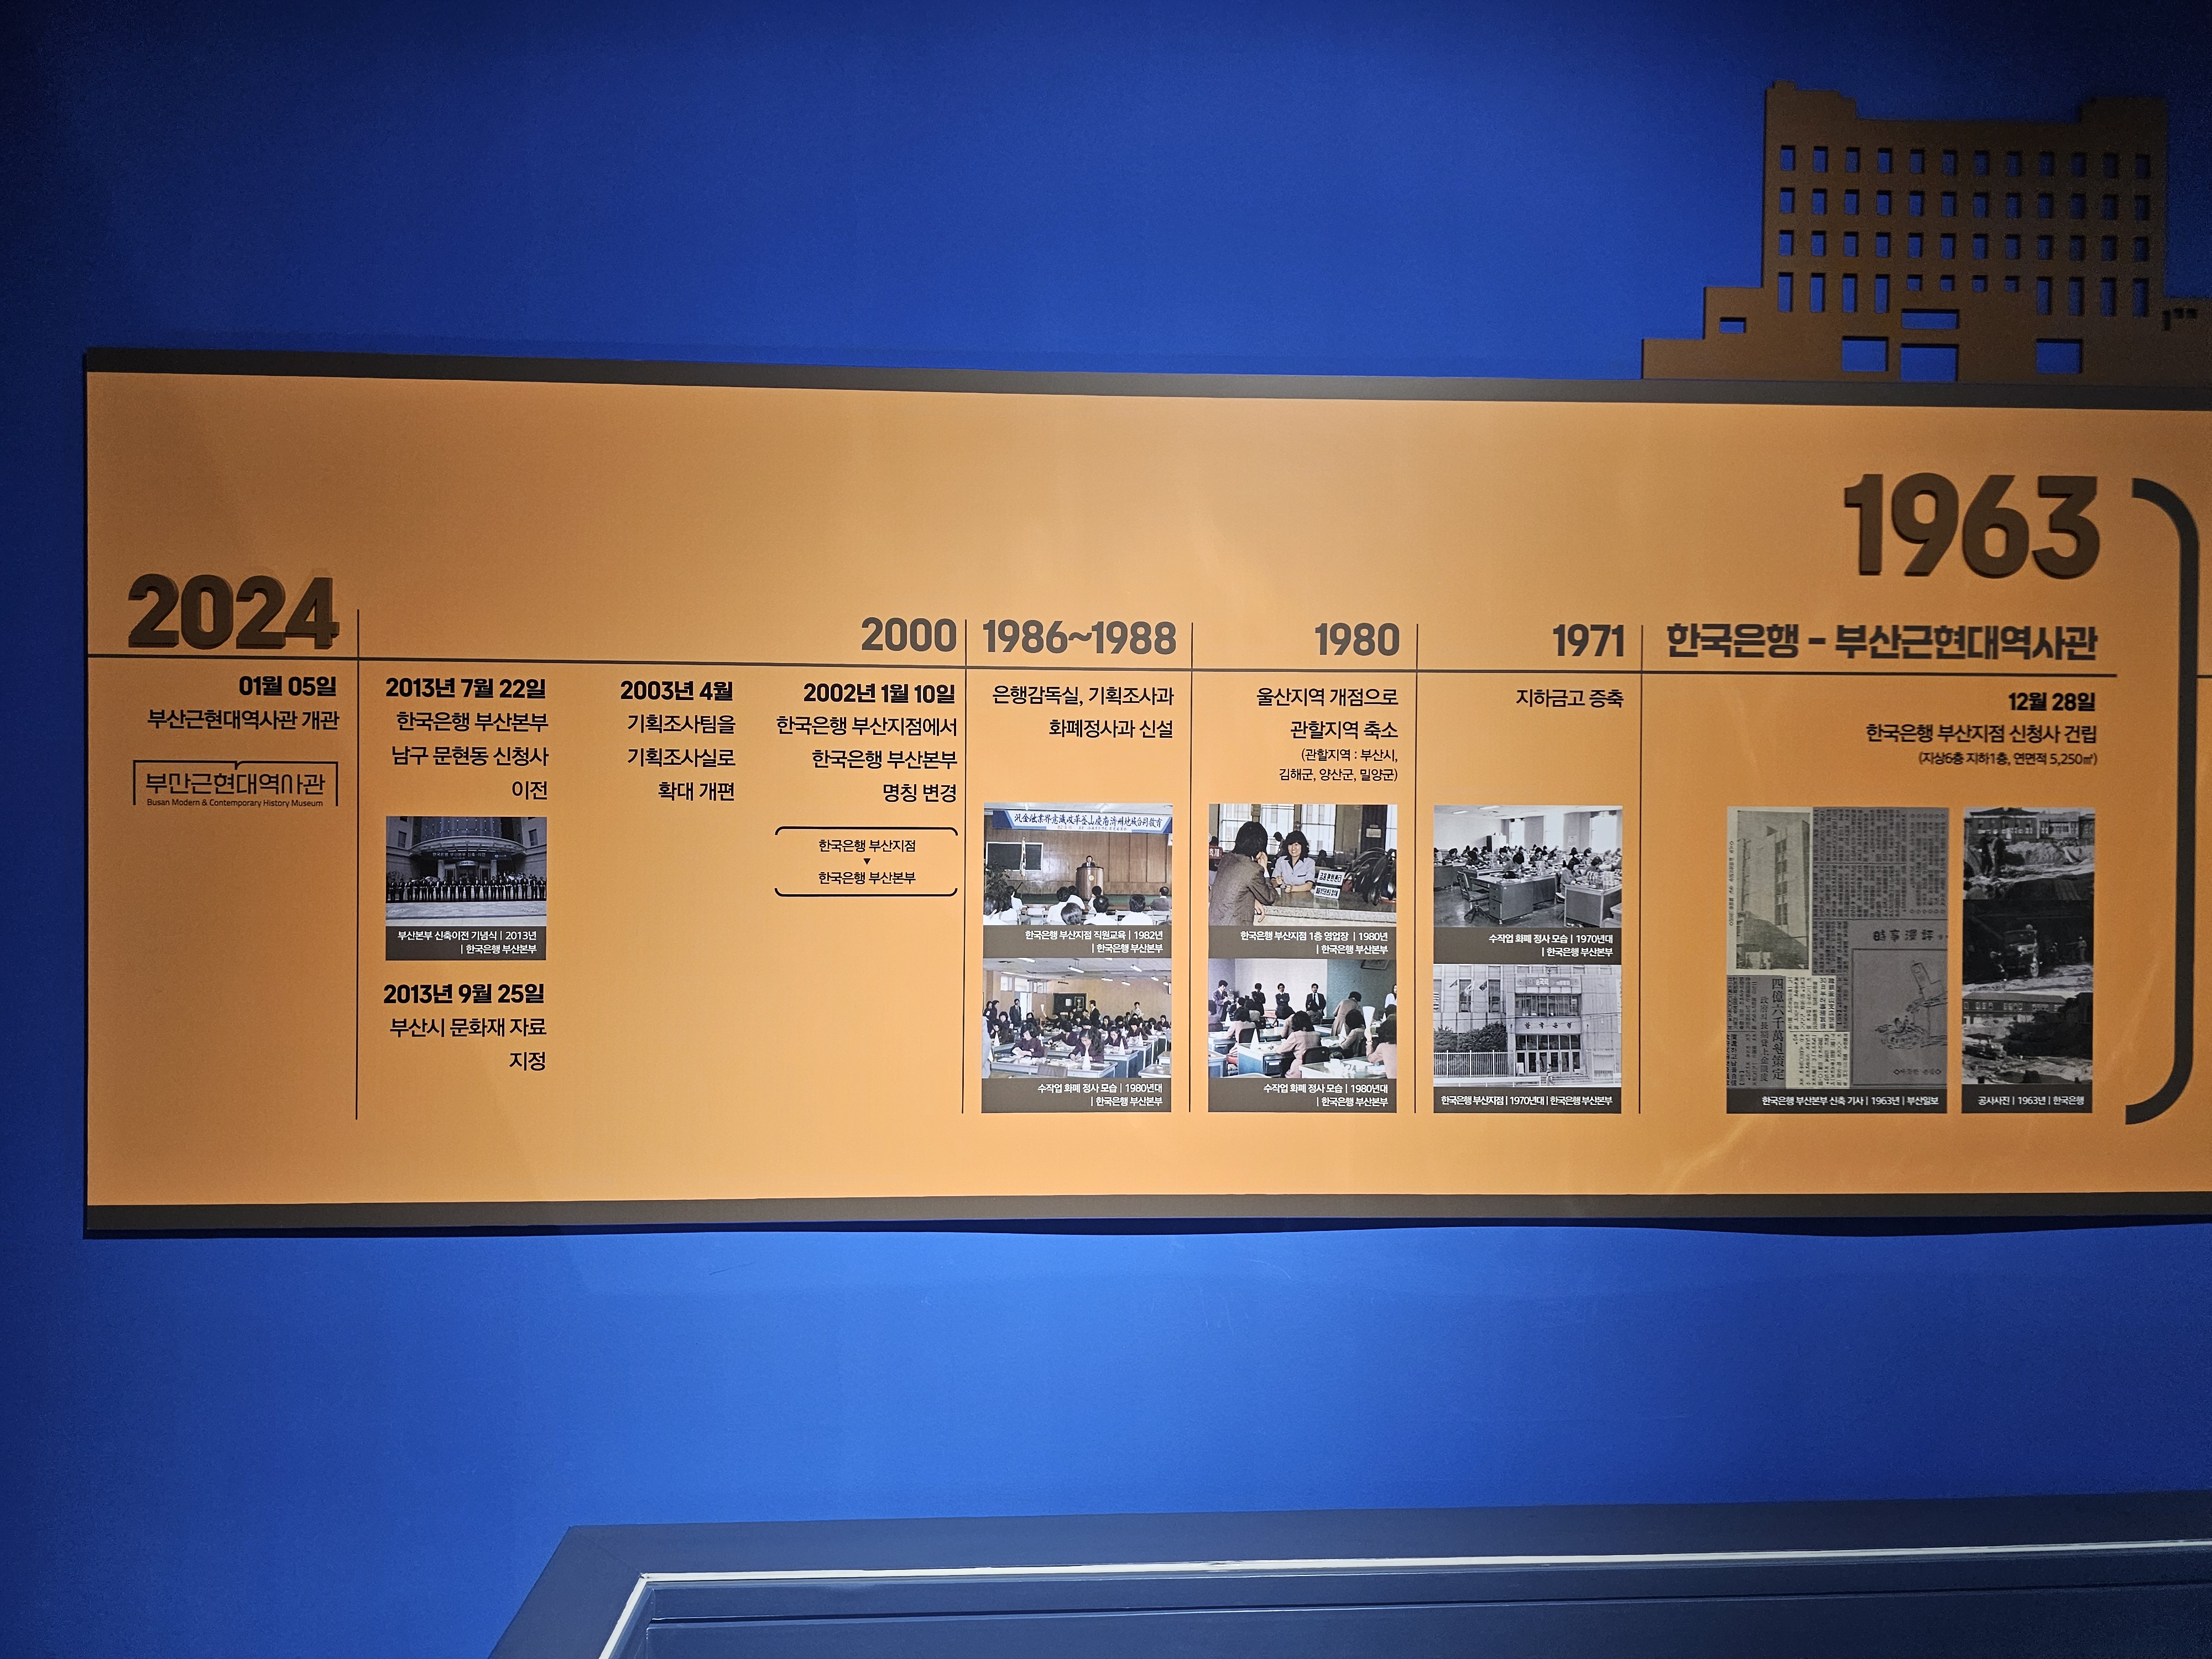 2024
01월 05일
부산근현대역사관 개관
부산근현대역사관
Busan Modern & Contemporary History Museum
2013년 7월 22일
한국은행 부산본부
남구 문현동 신청사
이전
부산본부 신축이전 기념식 | 2013년
| 한국은행 부산본부
2013년 9월 25일
부산시 문화재 자료
지정
2003년 4월
기획조사팀을
기획조사실로
확대 개편
2000
2002년 1월 10일
한국은행 부산지점에서
한국은행 부산본부
명칭 변경
한국은행 부산지점
▼
한국은행 부산본부
1986~1988
은행감독실, 기획조사과
화폐정사과 신설
한국은행 부산지점 직원교육 | 1982년
| 한국은행 부산본부
수작업 화폐 정사 모습 | 1980년대
| 한국은행 부산본부
1980
울산지역 개점으로
관할지역 축소
(관할지역 : 부산시,
김해군, 양산군, 밀양군)
한국은행 부산지점 1층 영업장 | 1980년
| 한국은행 부산본부
수작업 화폐 정사 모습 | 1980년대
| 한국은행 부산본부
1971
지하금고 증축
수작업 화폐 정사 모습 | 1970년대
| 한국은행 부산본부
한국은행
한국은행 부산지점 | 1970년대 | 한국은행 부산본부
1963
한국은행 - 부산근현대역사관
12월 28일
한국은행 부산지점 신청사 건립
(지상6층 지하1층, 연면적 5,250㎡)
時事漫評
한국은행 부산본부 신축 기사 | 1963년 | 부산일보
공사사진 | 1963년 | 한국은행